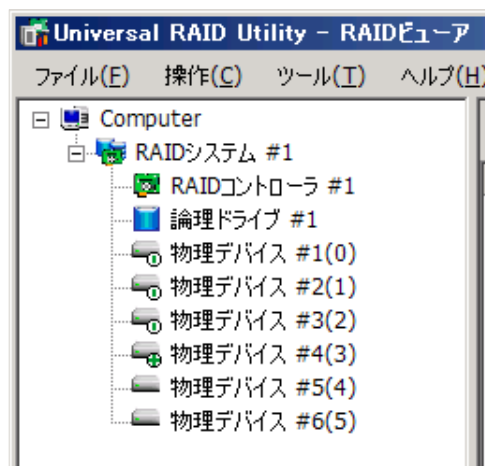 Universal RAID Utility - RAIDビューア
ファイル(F) 操作(C) ツール(T) ヘルプ(H)
Computer
RAIDシステム #1
RAIDコントローラ #1
論理ドライブ #1
物理デバイス #1(0)
物理デバイス #2(1)
物理デバイス #3(2)
物理デバイス #4(3)
物理デバイス #5(4)
物理デバイス #6(5)